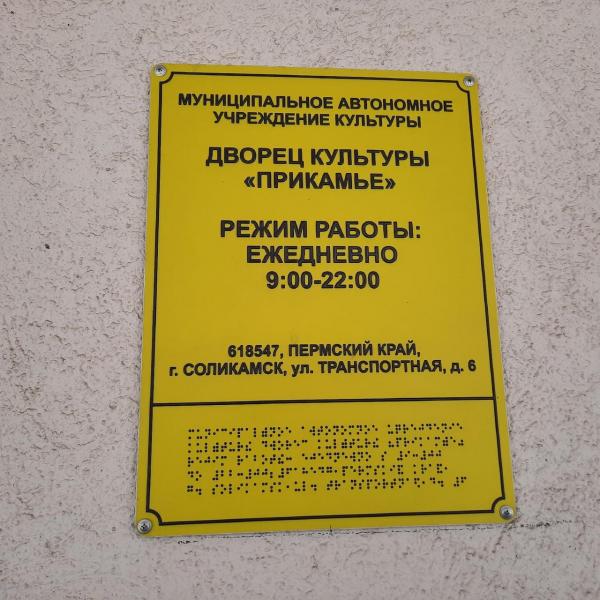 МУНИЦИПАЛЬНОЕ АВТОНОМНОЕ
УЧРЕЖДЕНИЕ КУЛЬТУРЫ
ДВОРЕЦ КУЛЬТУРЫ
«ПРИКАМЬЕ»
РЕЖИМ РАБОТЫ:
ЕЖЕДНЕВНО
9:00-22:00
618547, ПЕРМСКИЙ КРАЙ,
г. СОЛИКАМСК, ул. ТРАНСПОРТНАЯ, д. 6